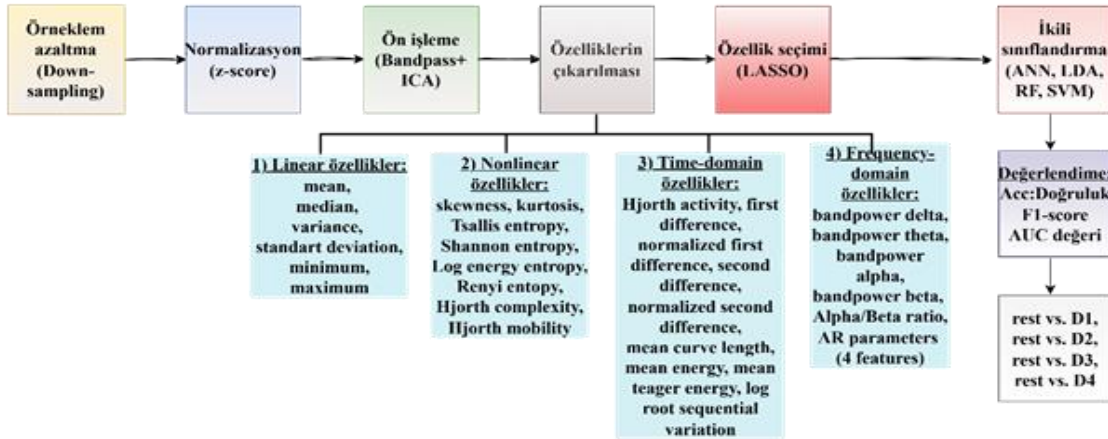 Örneklem
azaltma
(Down-
sampling)
Normalizasyon
(z-score)
Ön işleme
(Bandpass+
ICA)
Özelliklerin
çıkarılması
Özellik seçimi
(LASSO)
İkili
sınıflandırma
(ANN, LDA,
RF, SVM)
1) Linear özellikler:
mean,
median,
variance,
standart deviation,
minimum,
maximum
2) Nonlinear
özellikler:
skewness, kurtosis,
Tsallis entropy,
Shannon entropy,
Log energy entropy,
Renyi entopy,
Hjorth complexity,
Hjorth mobility
3) Time-domain
özellikler:
Hjorth activity, first
difference,
normalized first
difference, second
difference,
normalized second
difference,
mean curve length,
mean energy, mean
teager energy, log
root sequential
variation
4) Frequency-
domain
özellikler:
bandpower delta,
bandpower theta,
bandpower
alpha,
bandpower beta,
Alpha/Beta ratio,
AR parameters
(4 features)
Değerlendime:
Acc:Doğruluk
F1-score
AUC değeri
rest vs. D1,
rest vs. D2,
rest vs. D3,
rest vs. D4